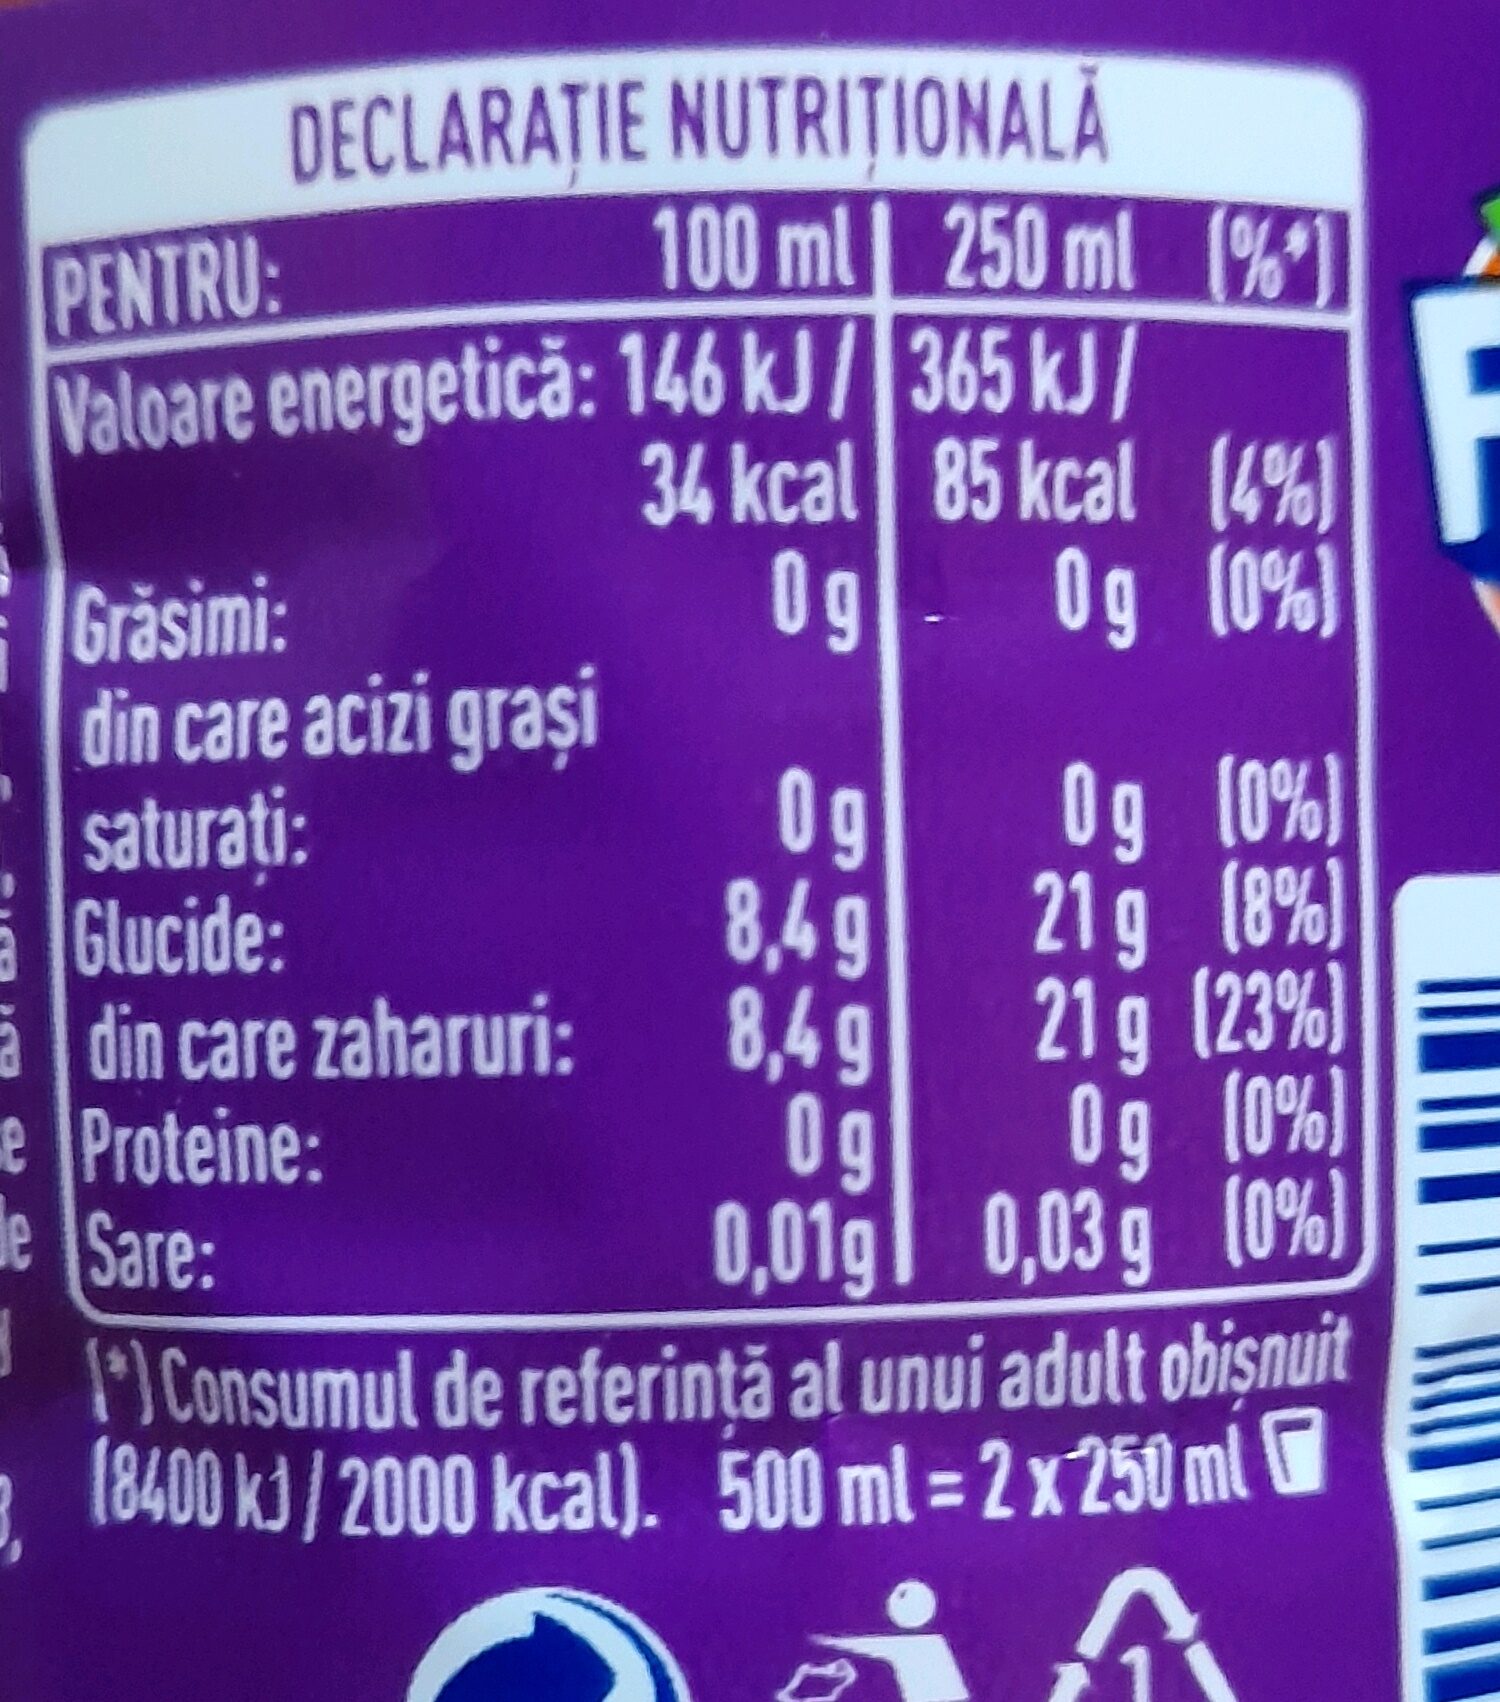 DECLARAȚIE NUTRIȚIONALĂ
PENTRU: 100 ml 250 ml (%*)
Valoare energetică: 146 kJ / 365 kJ /
34 kcal 85 kcal (4%)
Grăsimi: 0 g 0 g (0%)
din care acizi grași
saturați: 0 g 0 g (0%)
Glucide: 8,4 g 21 g (8%)
din care zaharuri: 8,4 g 21 g (23%)
Proteine: 0 g 0 g (0%)
Sare: 0,01g 0,03 g (0%)
(*) Consumul de referință al unui adult obișnuit
(8400 kJ / 2000 kcal). 500 ml = 2 x 250 ml
1